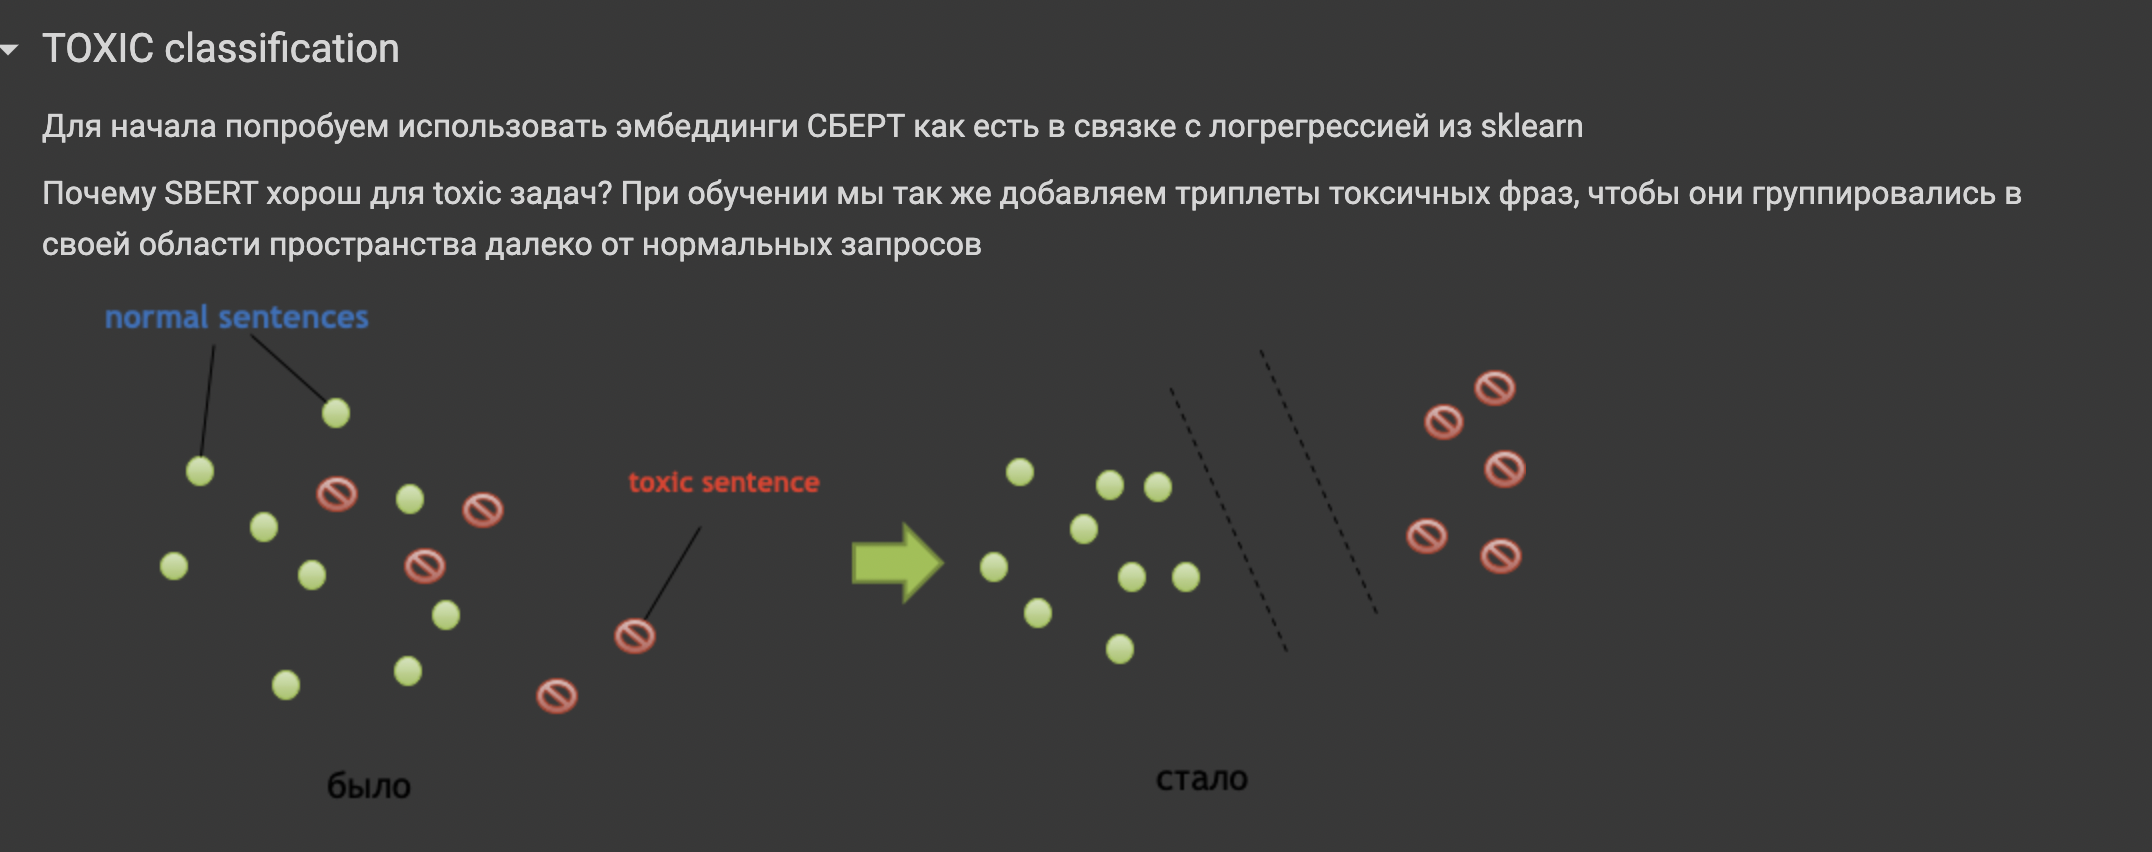 TOXIC classification
Для начала попробуем использовать эмбеддинги СБЕРТ как есть в связке с логрегрессией из sklearn
Почему SBERT хорош для toxic задач? При обучении мы так же добавляем триплеты токсичных фраз, чтобы они группировались в
своей области пространства далеко от нормальных запросов
normal sentences
toxic sentence
было
стало